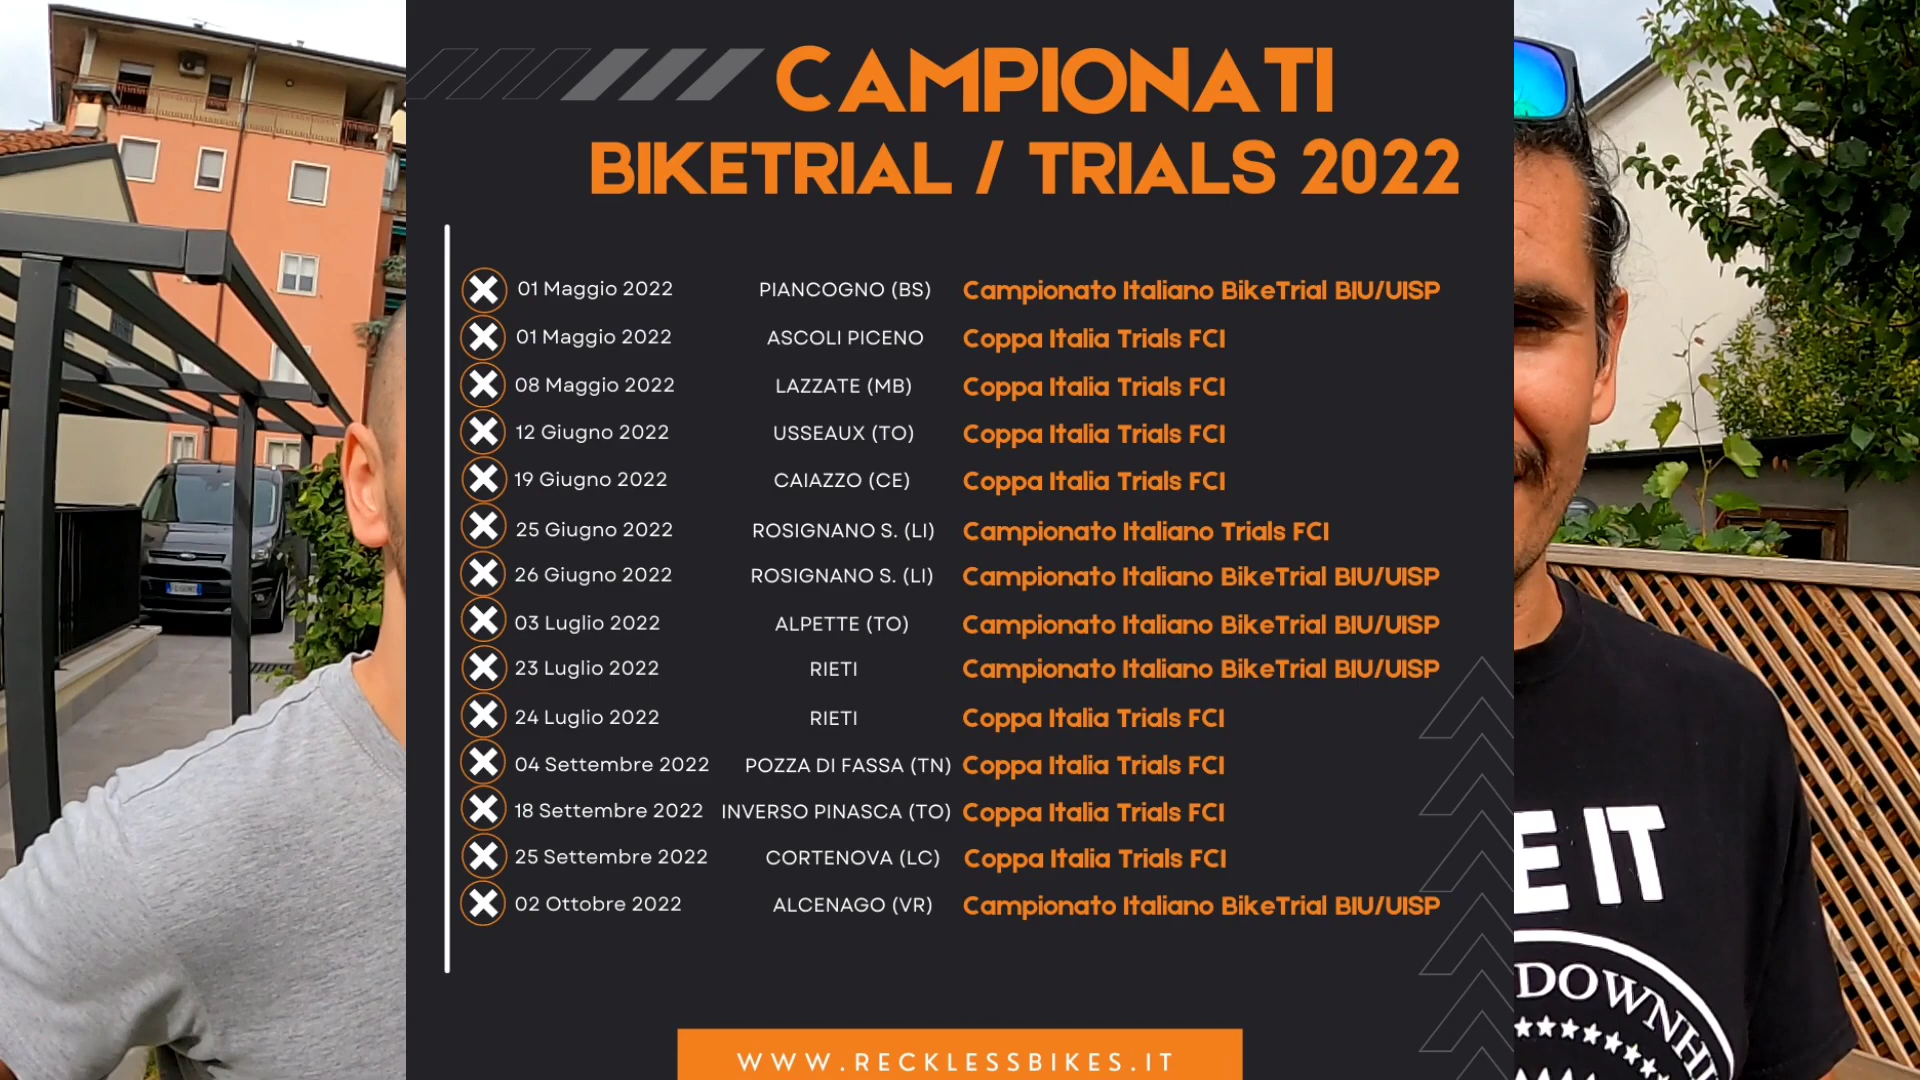 CAMPIONATI
BIKETRIAL / TRIALS 2022
01 Maggio 2022 PIANCOGNO (BS) Campionato Italiano BikeTrial BIU/UISP
01 Maggio 2022 ASCOLI PICENO Coppa Italia Trials FCI
08 Maggio 2022 LAZZATE (MB) Coppa Italia Trials FCI
12 Giugno 2022 USSEAUX (TO) Coppa Italia Trials FCI
19 Giugno 2022 CAIAZZO (CE) Coppa Italia Trials FCI
25 Giugno 2022 ROSIGNANO S. (LI) Campionato Italiano Trials FCI
26 Giugno 2022 ROSIGNANO S. (LI) Campionato Italiano BikeTrial BIU/UISP
03 Luglio 2022 ALPETTE (TO) Campionato Italiano BikeTrial BIU/UISP
23 Luglio 2022 RIETI Campionato Italiano BikeTrial BIU/UISP
24 Luglio 2022 RIETI Coppa Italia Trials FCI
04 Settembre 2022 POZZA DI FASSA (TN) Coppa Italia Trials FCI
18 Settembre 2022 INVERSO PINASCA (TO) Coppa Italia Trials FCI
25 Settembre 2022 CORTENOVA (LC) Coppa Italia Trials FCI
02 Ottobre 2022 ALCENAGO (VR) Campionato Italiano BikeTrial BIU/UISP
WWW.RECKLESSBIKES.IT
E IT
DOWNHI